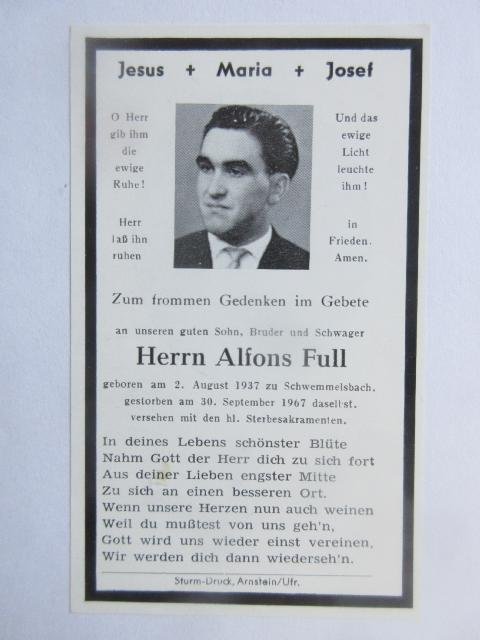 Jesus + Maria + Josef
O Herr
gib ihm
die
ewige
Ruhe!
Herr
laß ihn
ruhen
Und das
ewige
Licht
leuchte
ihm!
in
Frieden.
Amen.
Zum frommen Gedenken im Gebete
an unseren guten Sohn, Bruder und Schwager
Herrn Alfons Full
geboren am 2. August 1937 zu Schwemmelsbach,
gestorben am 30. September 1967 daselbst.
versehen mit den hl. Sterbesakramenten.
In deines Lebens schönster Blüte
Nahm Gott der Herr dich zu sich fort
Aus deiner Lieben engster Mitte
Zu sich an einen besseren Ort.
Wenn unsere Herzen nun auch weinen
Weil du mußtest von uns geh'n,
Gott wird uns wieder einst vereinen,
Wir werden dich dann wiederseh'n.
Sturm-Druck, Arnstein/Ufr.